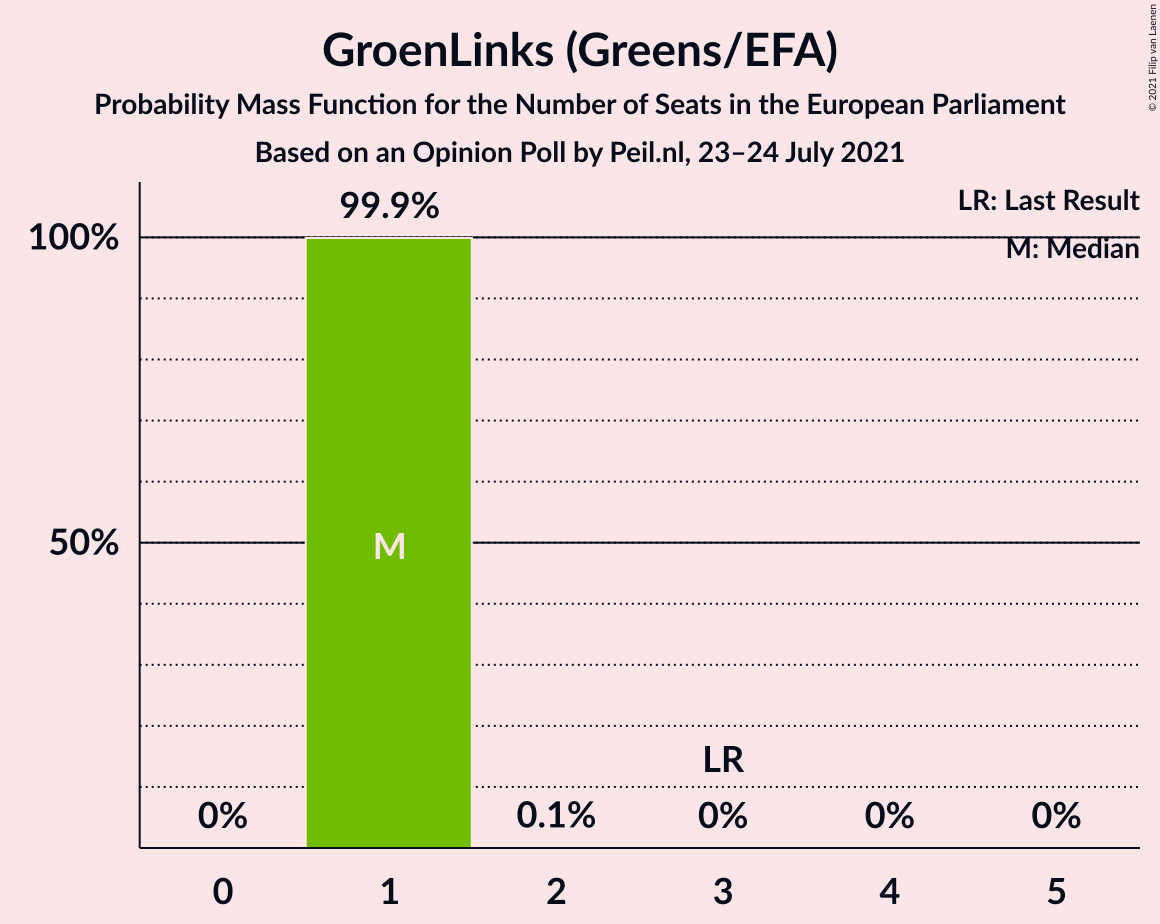 GroenLinks (Greens/EFA)
Probability Mass Function for the Number of Seats in the European Parliament
Based on an Opinion Poll by Peil.nl, 23–24 July 2021
© 2021 Filip van Laenen
LR: Last Result
M: Median
99.9%
100%
50%
M
LR
0%
0.1%
0%
0%
0%
0
1
2
3
4
5